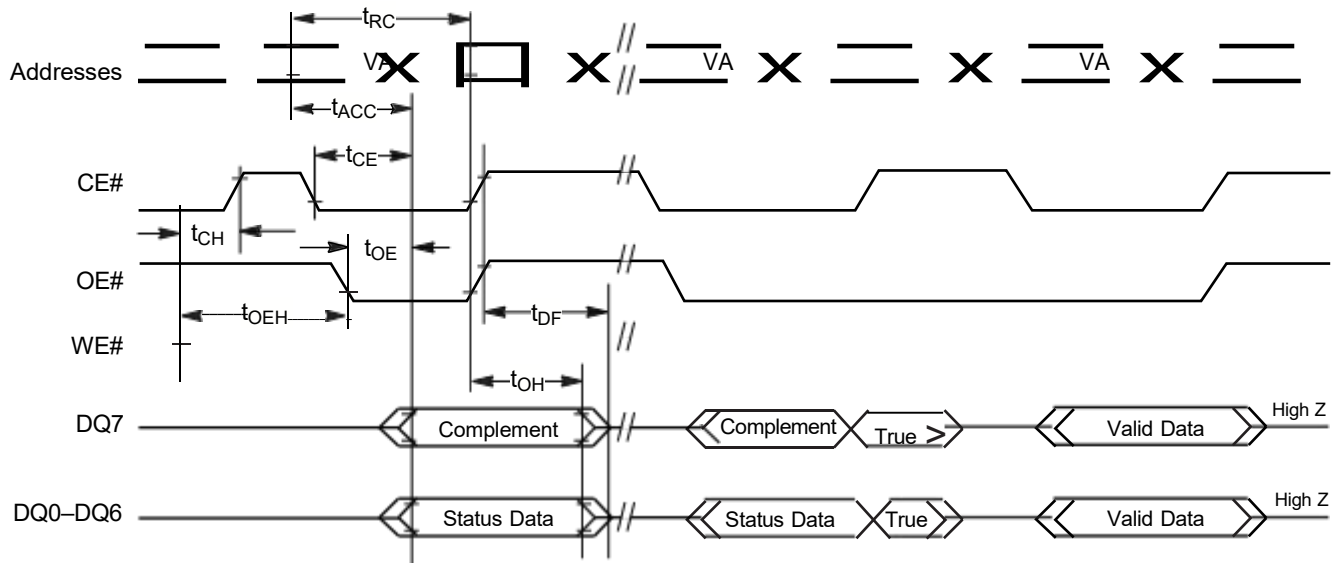 tRC
Addresses VA VA VA
tACC
tCE
CE#
tCH tOE
OE#
tOEH tDF
WE#
tOH
DQ7 Complement Complement True > Valid Data High Z
DQ0–DQ6 Status Data Status Data True Valid Data High Z